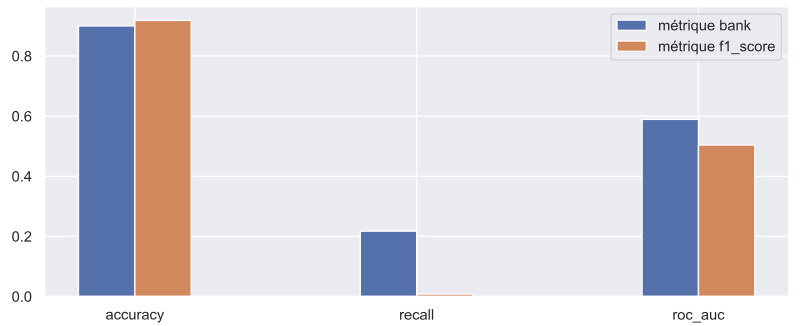 métrique bank
métrique f1_score
0.8
0.6
0.4
0.2
0.0
accuracy
recall
roc_auc